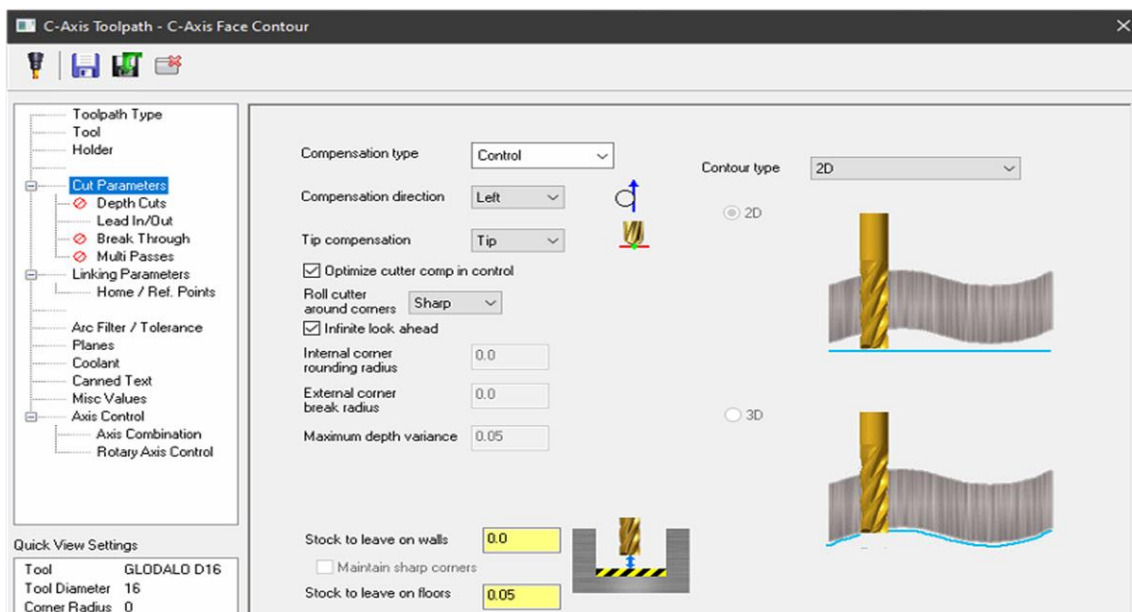 C-Axis Toolpath - C-Axis Face Contour
Toolpath Type
Tool
Holder
Cut Parameters
Depth Cuts
Lead In/Out
Break Through
Multi Passes
Linking Parameters
Home / Ref. Points
Arc Filter / Tolerance
Planes
Coolant
Canned Text
Misc Values
Axis Control
Axis Combination
Rotary Axis Control
Quick View Settings
Tool GLODALO D16
Tool Diameter 16
Corner Radius 0
Compensation type Control
Compensation direction Left
Tip compensation Tip
Optimize cutter comp in control
Roll cutter
around corners Sharp
Infinite look ahead
Internal corner
rounding radius 0.0
External corner
break radius 0.0
Maximum depth variance 0.05
Stock to leave on walls 0.0
Maintain sharp corners
Stock to leave on floors 0.05
Contour type 2D
2D
3D